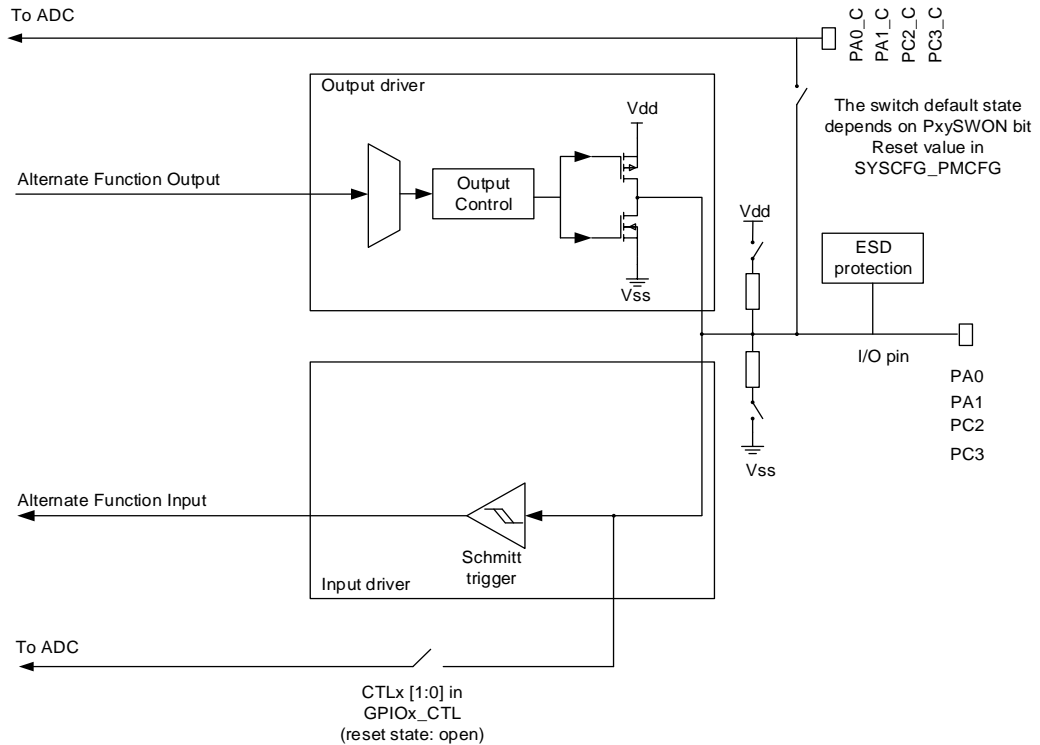 To ADC
PA0_C
PA1_C
PC2_C
PC3_C
Output driver
Vdd
The switch default state
depends on PxySWON bit
Reset value in
SYSCFG_PMCFG
Alternate Function Output
Output
Control
Vdd
ESD
protection
Vss
I/O pin
PA0
PA1
PC2
PC3
Vss
Alternate Function Input
Schmitt
trigger
Input driver
To ADC
CTLx [1:0] in
GPIOx_CTL
(reset state: open)